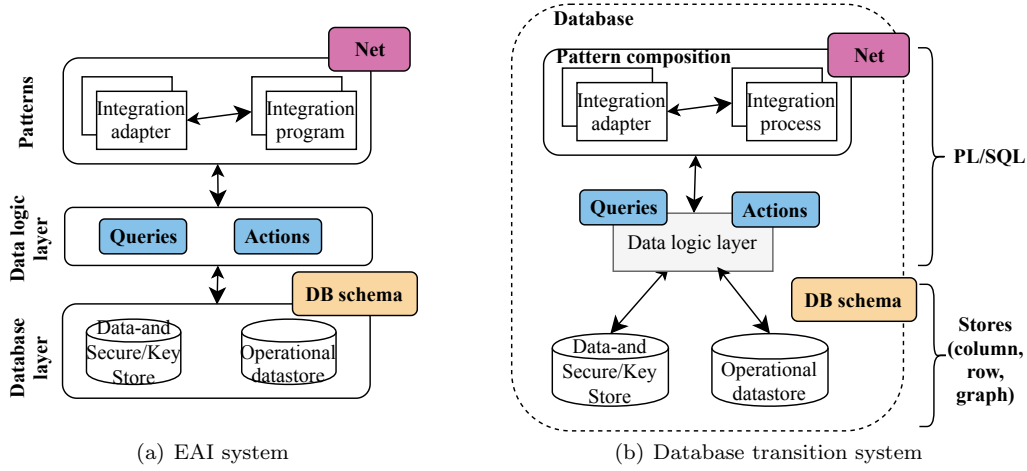 Net
Patterns
Integration
adapter
Integration
program
Data logic
layer
Queries
Actions
DB schema
Database
layer
Data-and
Secure/Key
Store
Operational
datastore
(a) EAI system
Database
Net
Pattern composition
Integration
adapter
Integration
process
PL/SQL
Queries
Actions
Data logic layer
DB schema
Data-and
Secure/Key
Store
Operational
datastore
Stores
(column,
row,
graph)
(b) Database transition system